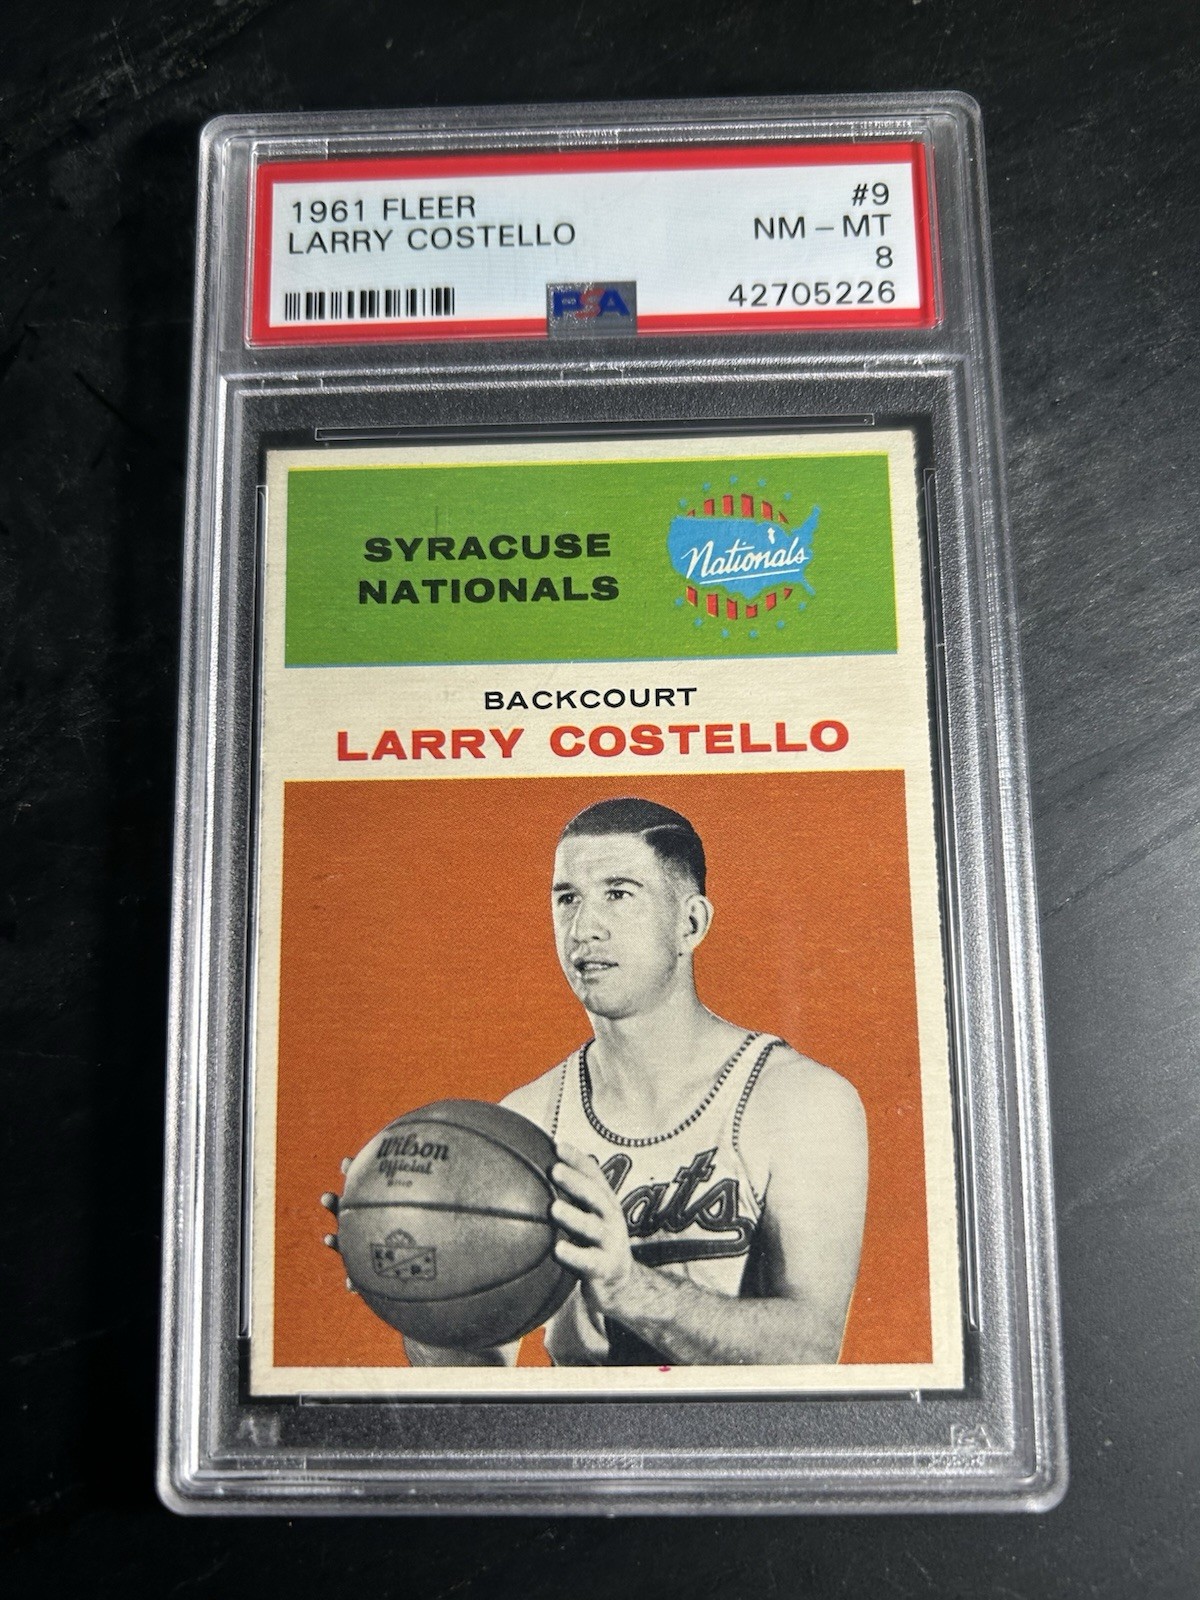 1961 FLEER
LARRY COSTELLO
#9
NM - MT
8
42705226
PSA
SYRACUSE
NATIONALS
Nationals
BACKCOURT
LARRY COSTELLO
Wilson
Official
Nats